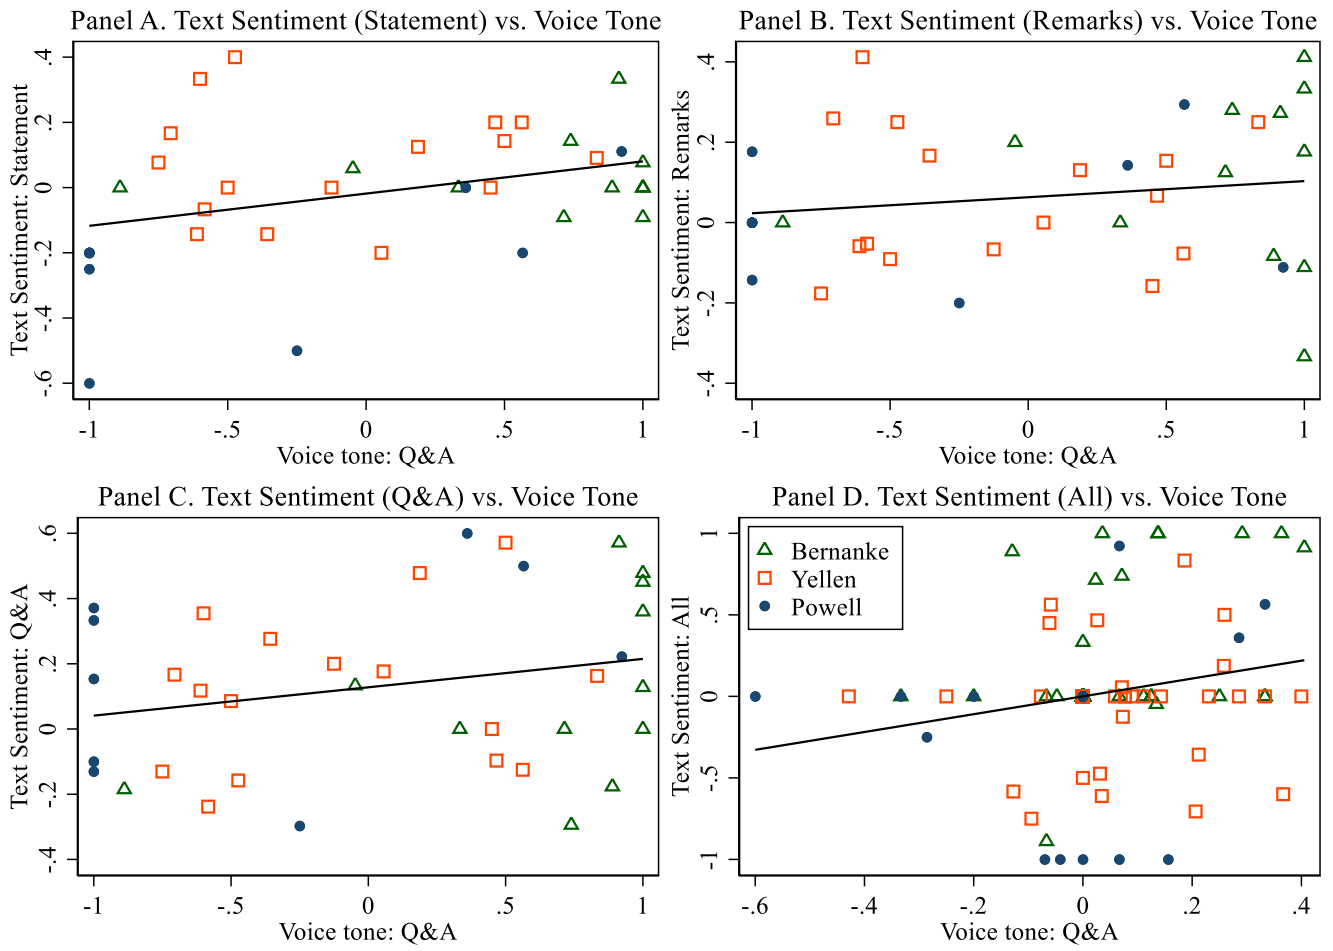 Panel A. Text Sentiment (Statement) vs. Voice Tone
Text Sentiment: Statement
.4
.2
0
-.2
-.4
-.6
-1
-.5
0
.5
1
Voice tone: Q&A
Panel B. Text Sentiment (Remarks) vs. Voice Tone
Text Sentiment: Remarks
.4
.2
0
-.2
-.4
-1
-.5
0
.5
1
Voice tone: Q&A
Panel C. Text Sentiment (Q&A) vs. Voice Tone
Text Sentiment: Q&A
.6
.4
.2
0
-.2
-.4
-1
-.5
0
.5
1
Voice tone: Q&A
Panel D. Text Sentiment (All) vs. Voice Tone
Text Sentiment: All
1
.5
0
-.5
-1
Bernanke
Yellen
Powell
-.6
-.4
-.2
0
.2
.4
Voice tone: Q&A